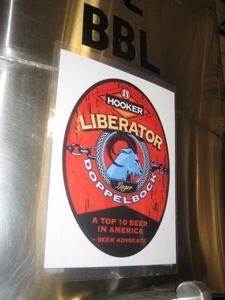 BBL
HOOKER
LIBERATOR
DOPPELBOCK
Lager
A TOP 10 BEER
IN AMERICA
- BEER ADVOCATE